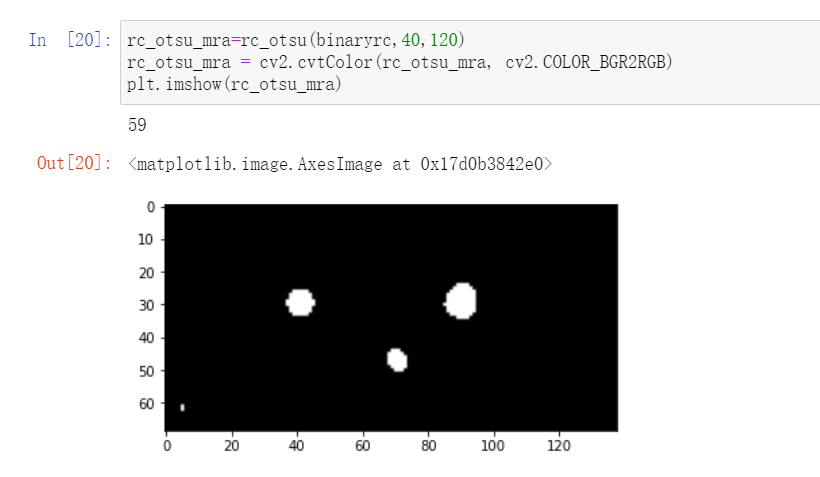 In [20]: rc_otsu_mra=rc_otsu(binaryrc,40,120)
rc_otsu_mra = cv2.cvtColor(rc_otsu_mra, cv2.COLOR_BGR2RGB)
plt.imshow(rc_otsu_mra)
59
Out[20]: <matplotlib.image.AxesImage at 0x17d0b3842e0>
0
10
20
30
40
50
60
0 20 40 60 80 100 120